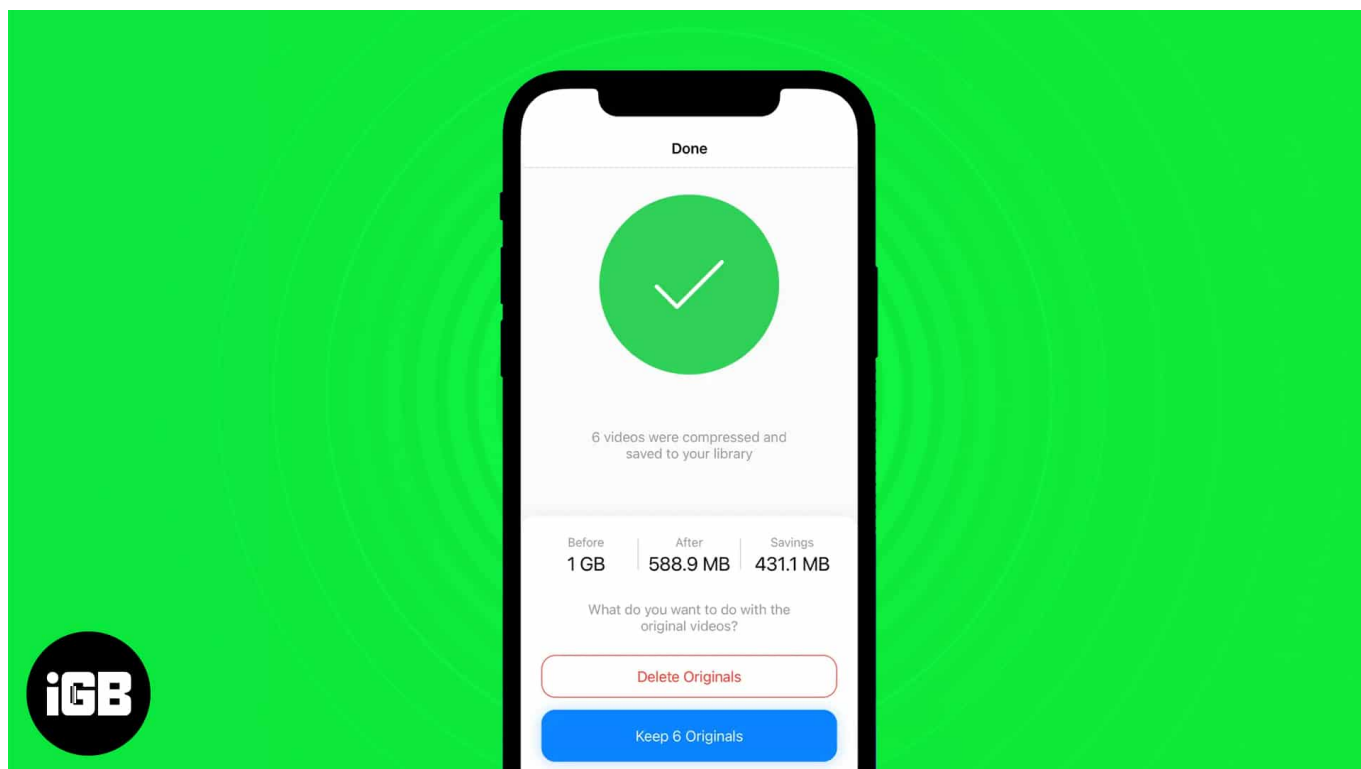 Done
6 videos were compressed and
saved to your library
Before After Savings
1 GB 588.9 MB 431.1 MB
What do you want to do with the
original videos?
Delete Originals
Keep 6 Originals
iGB